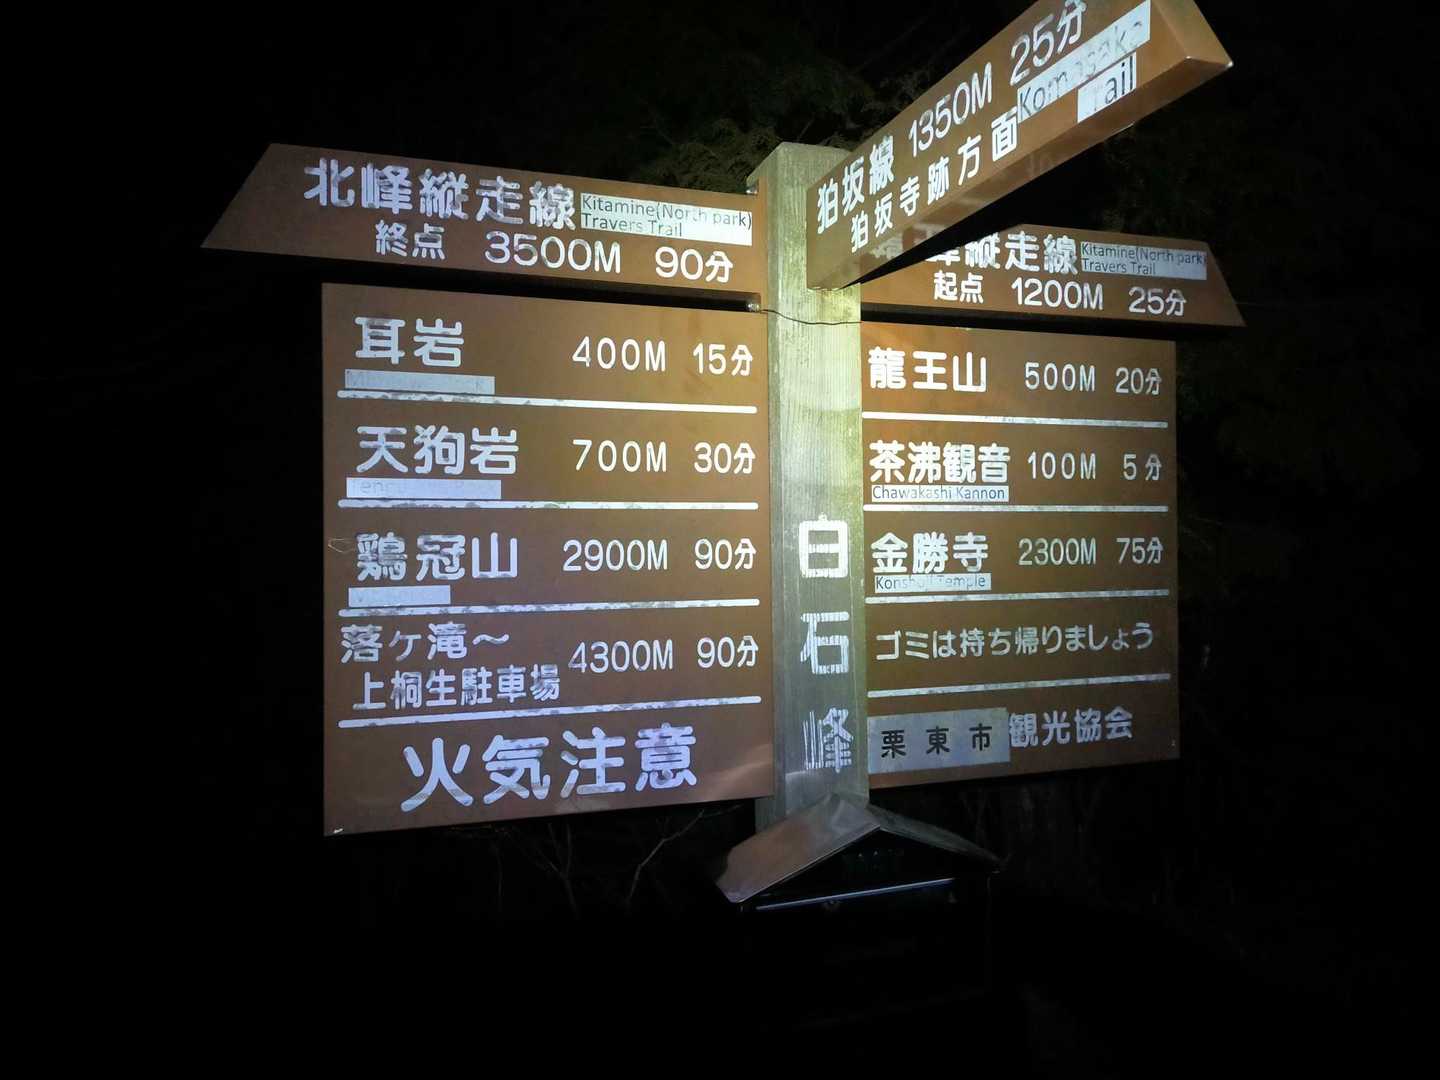 北峰縦走線 Kitamine(North park)
Travers Trail
終点 3500M 90分
耳岩 400M 15分
天狗岩 700M 30分
鶏冠山 2900M 90分
落ヶ滝～
上桐生駐車場 4300M 90分
火気注意
白石峰
狛坂線 1350M 25分
狛坂寺跡方面 Komasaka
Trail
縦走線 Kitamine(North park)
Travers Trail
起点 1200M 25分
龍王山 500M 20分
茶沸観音 100M 5分
Chawakashi Kannon
金勝寺 2300M 75分
Temple
ゴミは持ち帰りましょう
栗東市観光協会